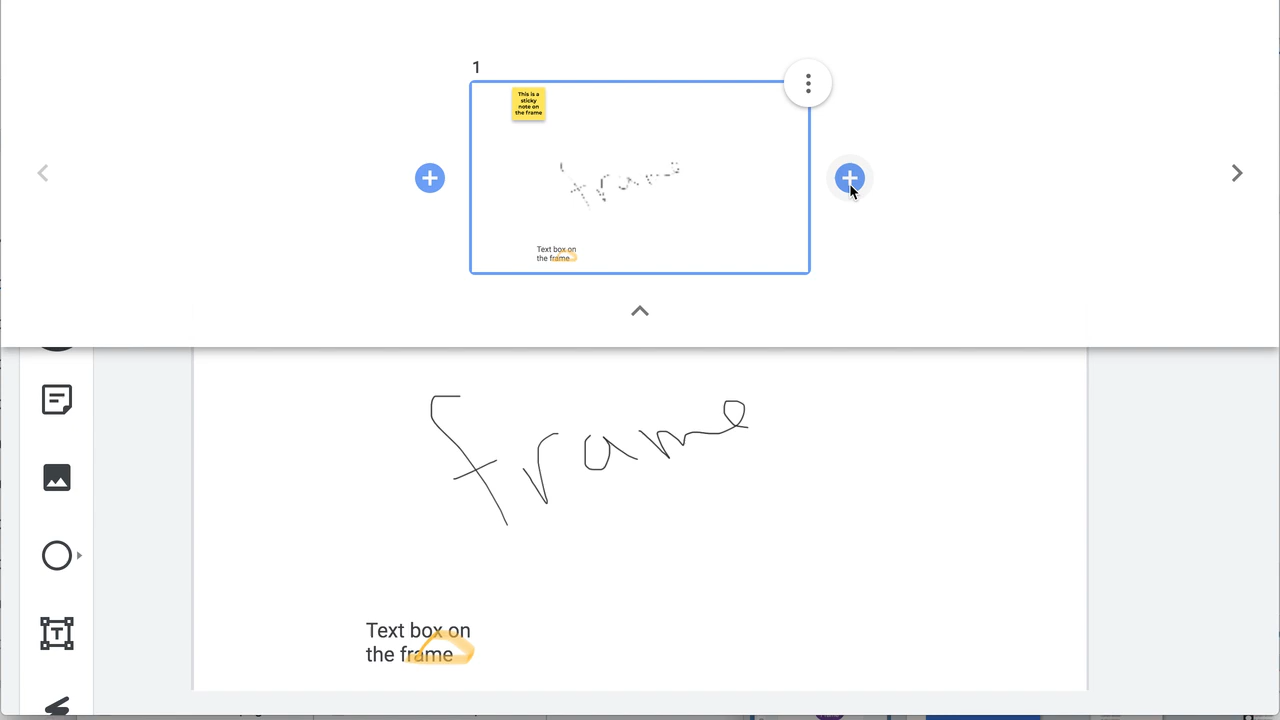 1
This is a
sticky
note on
the frame
frame
Text box on
the frame
frame
Text box on
the frame